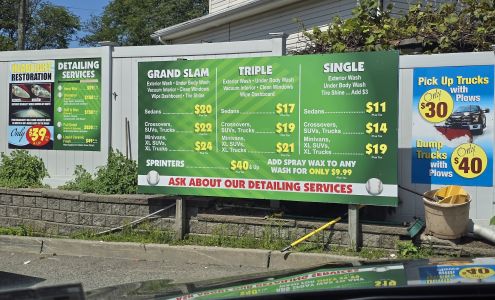 RESTORATION
Only
$59
DETAILING
SERVICES
GRAND SLAM
Exterior Wash · Under Body Wash
Vacuum Interior · Clean Windows
Wipe Dashboard · Tire Shine
Sedans $20
Crossovers,
SUVs, Trucks $22
Minivans,
XL SUVs,
XL Trucks $24
SPRINTERS $40 & Up
TRIPLE
Exterior Wash · Under Body Wash
Vacuum Interior · Clean Windows
Wipe Dashboard
Sedans $17
Crossovers,
SUVs, Trucks $19
Minivans,
XL SUVs,
XL Trucks $21
SINGLE
Exterior Wash
Under Body Wash
Tire Shine ... Add $3
Sedans $11
Crossovers,
SUVs, Trucks $14
Minivans,
XL SUVs,
XL Trucks $19
ADD SPRAY WAX TO ANY
WASH FOR ONLY $9.99
ASK ABOUT OUR DETAILING SERVICES
Pick Up Trucks
with Plows
Only
$30
Dump
Trucks
with Plows
Only
$40